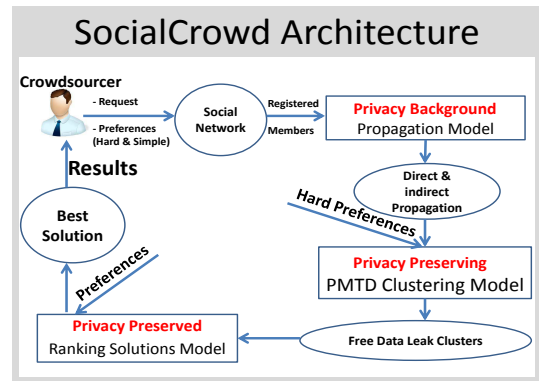 SocialCrowd Architecture
Crowdsourcer
- Request
- Preferences
(Hard & Simple)
Social
Network
Registered
Members
Privacy Background
Propagation Model
Direct &
indirect
Propagation
Hard Preferences
Privacy Preserving
PMTD Clustering Model
Free Data Leak Clusters
Privacy Preserved
Ranking Solutions Model
Preferences
Best
Solution
Results